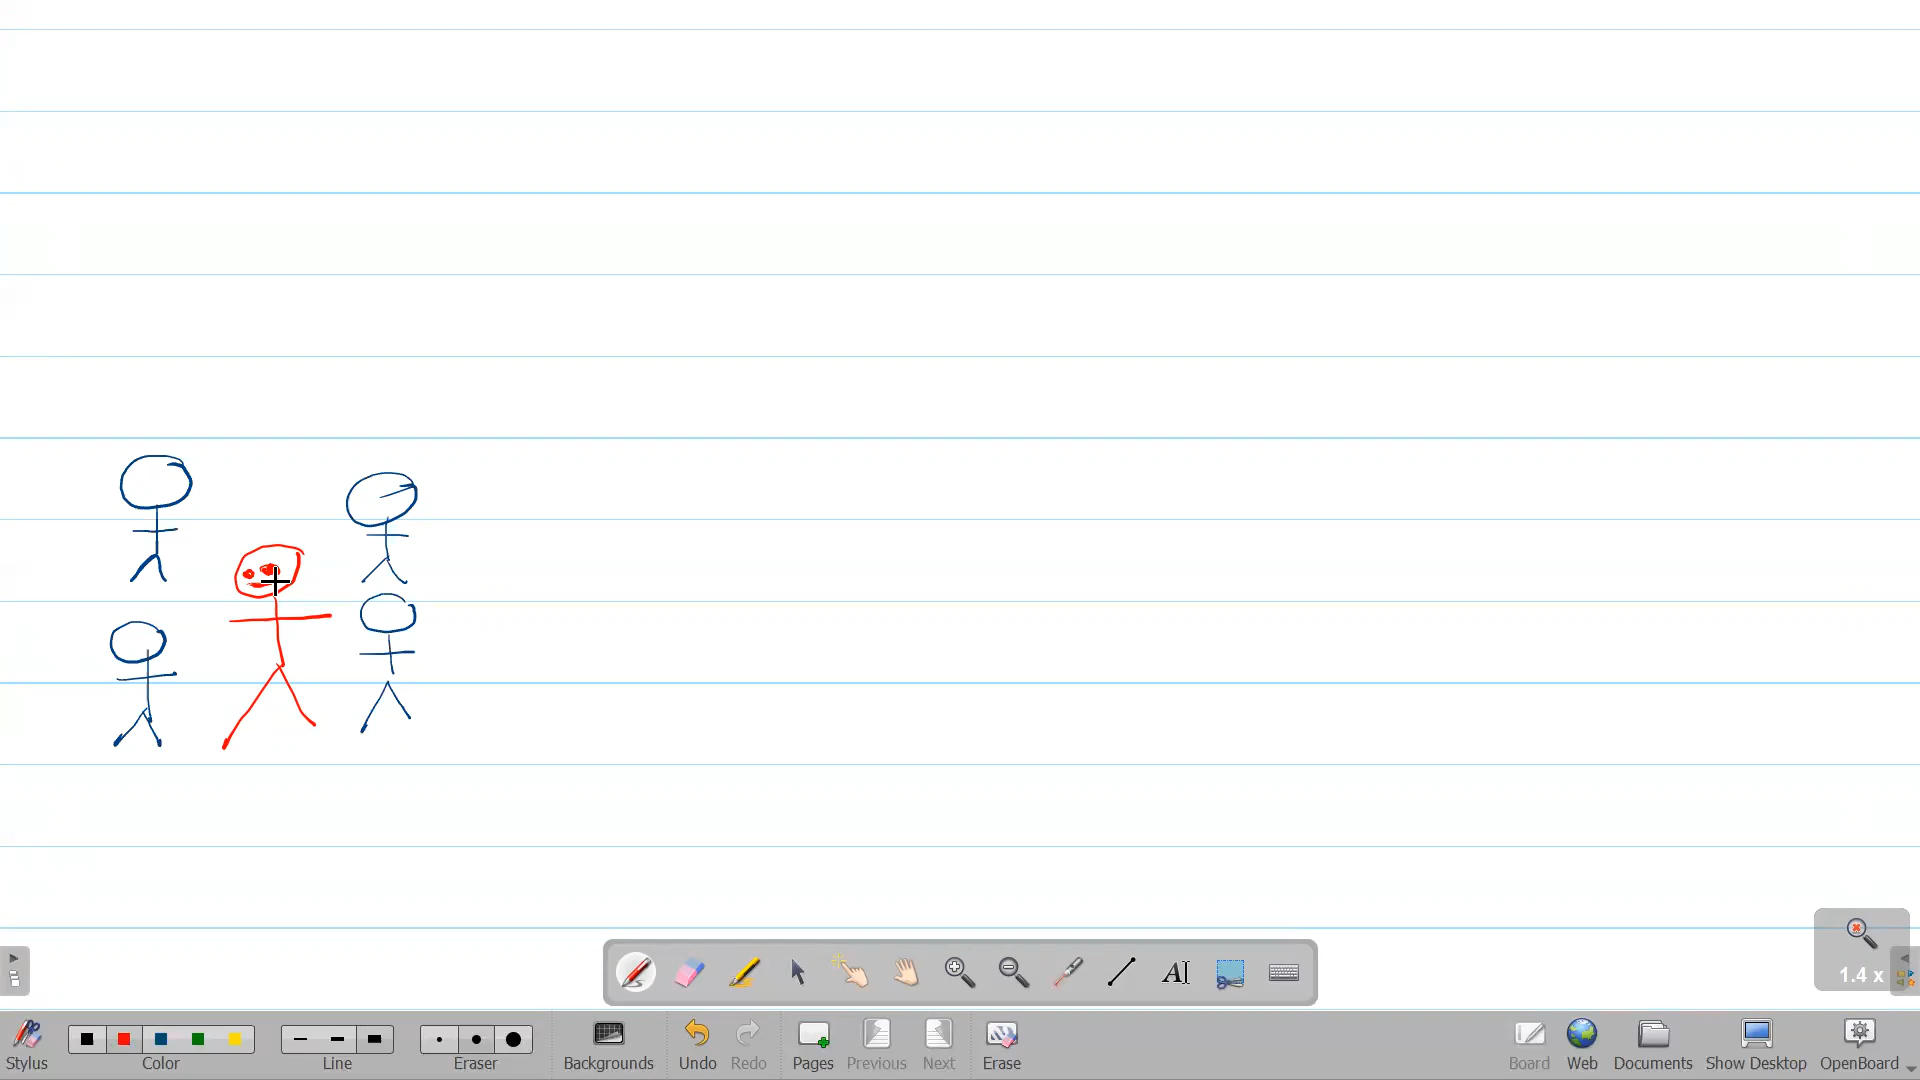 AI
1.4 x
Stylus Color Line Eraser Backgrounds Undo Redo Pages Previous Next Erase Board Web Documents Show Desktop OpenBoard